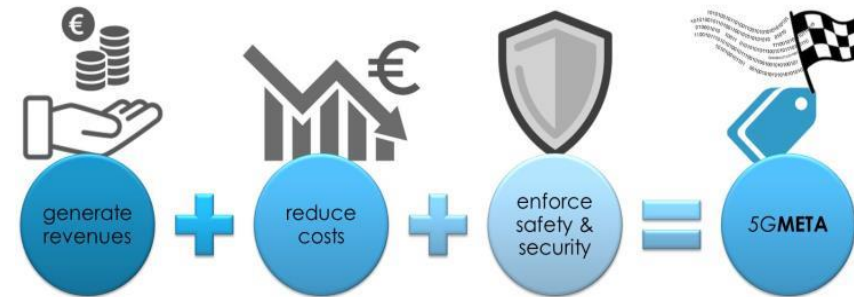 €
€
generate
revenues
+
reduce
costs
+
enforce
safety &
security
=
5GMETA